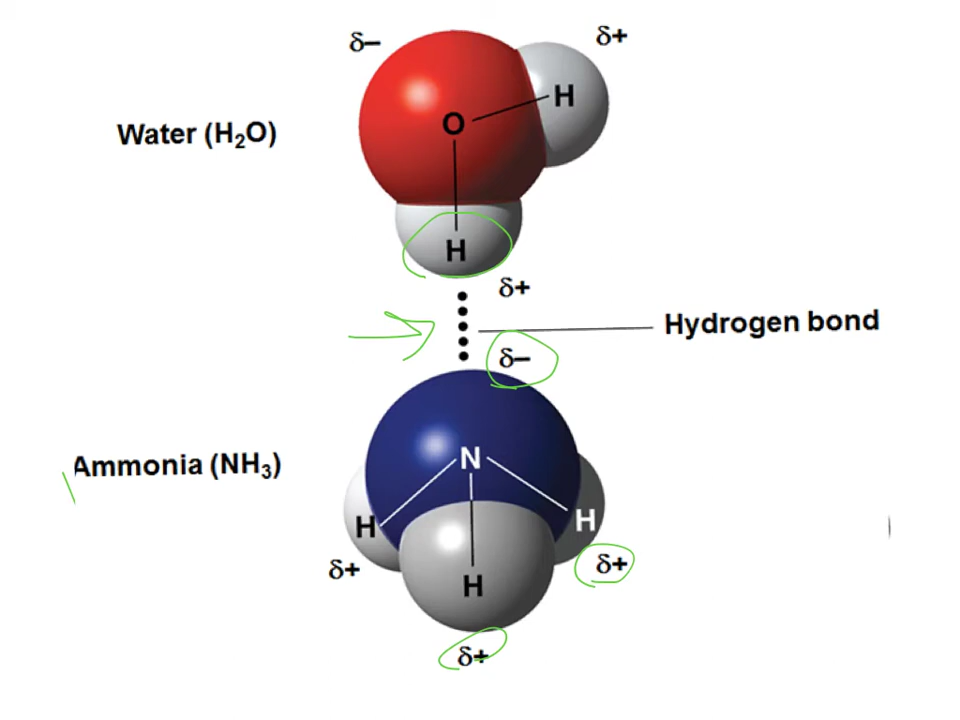 δ−
δ+
H
O
Water (H₂O)
H
δ+
Hydrogen bond
δ−
N
Ammonia (NH₃)
H
H
δ+
δ+
H
δ+